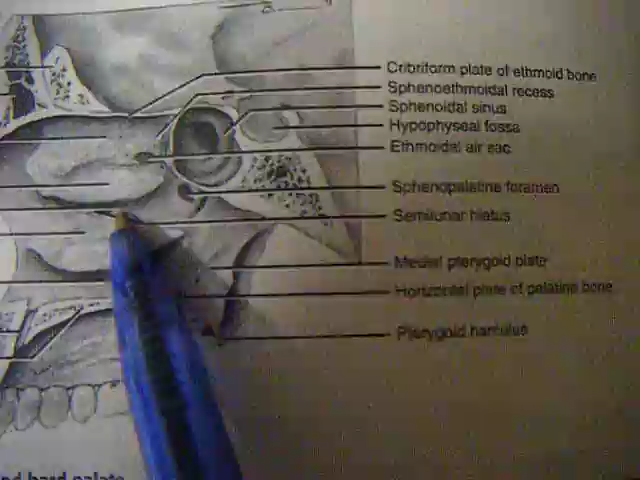 Cribriform plate of ethmoid bone
Sphenoethmoidal recess
Sphenoidal sinus
Hypophyseal fossa
Ethmoidal air sac
Sphenopalatine foramen
Semilunar hiatus
Medial pterygoid plate
Horizontal plate of palatine bone
Pterygoid hamulus
hard palate